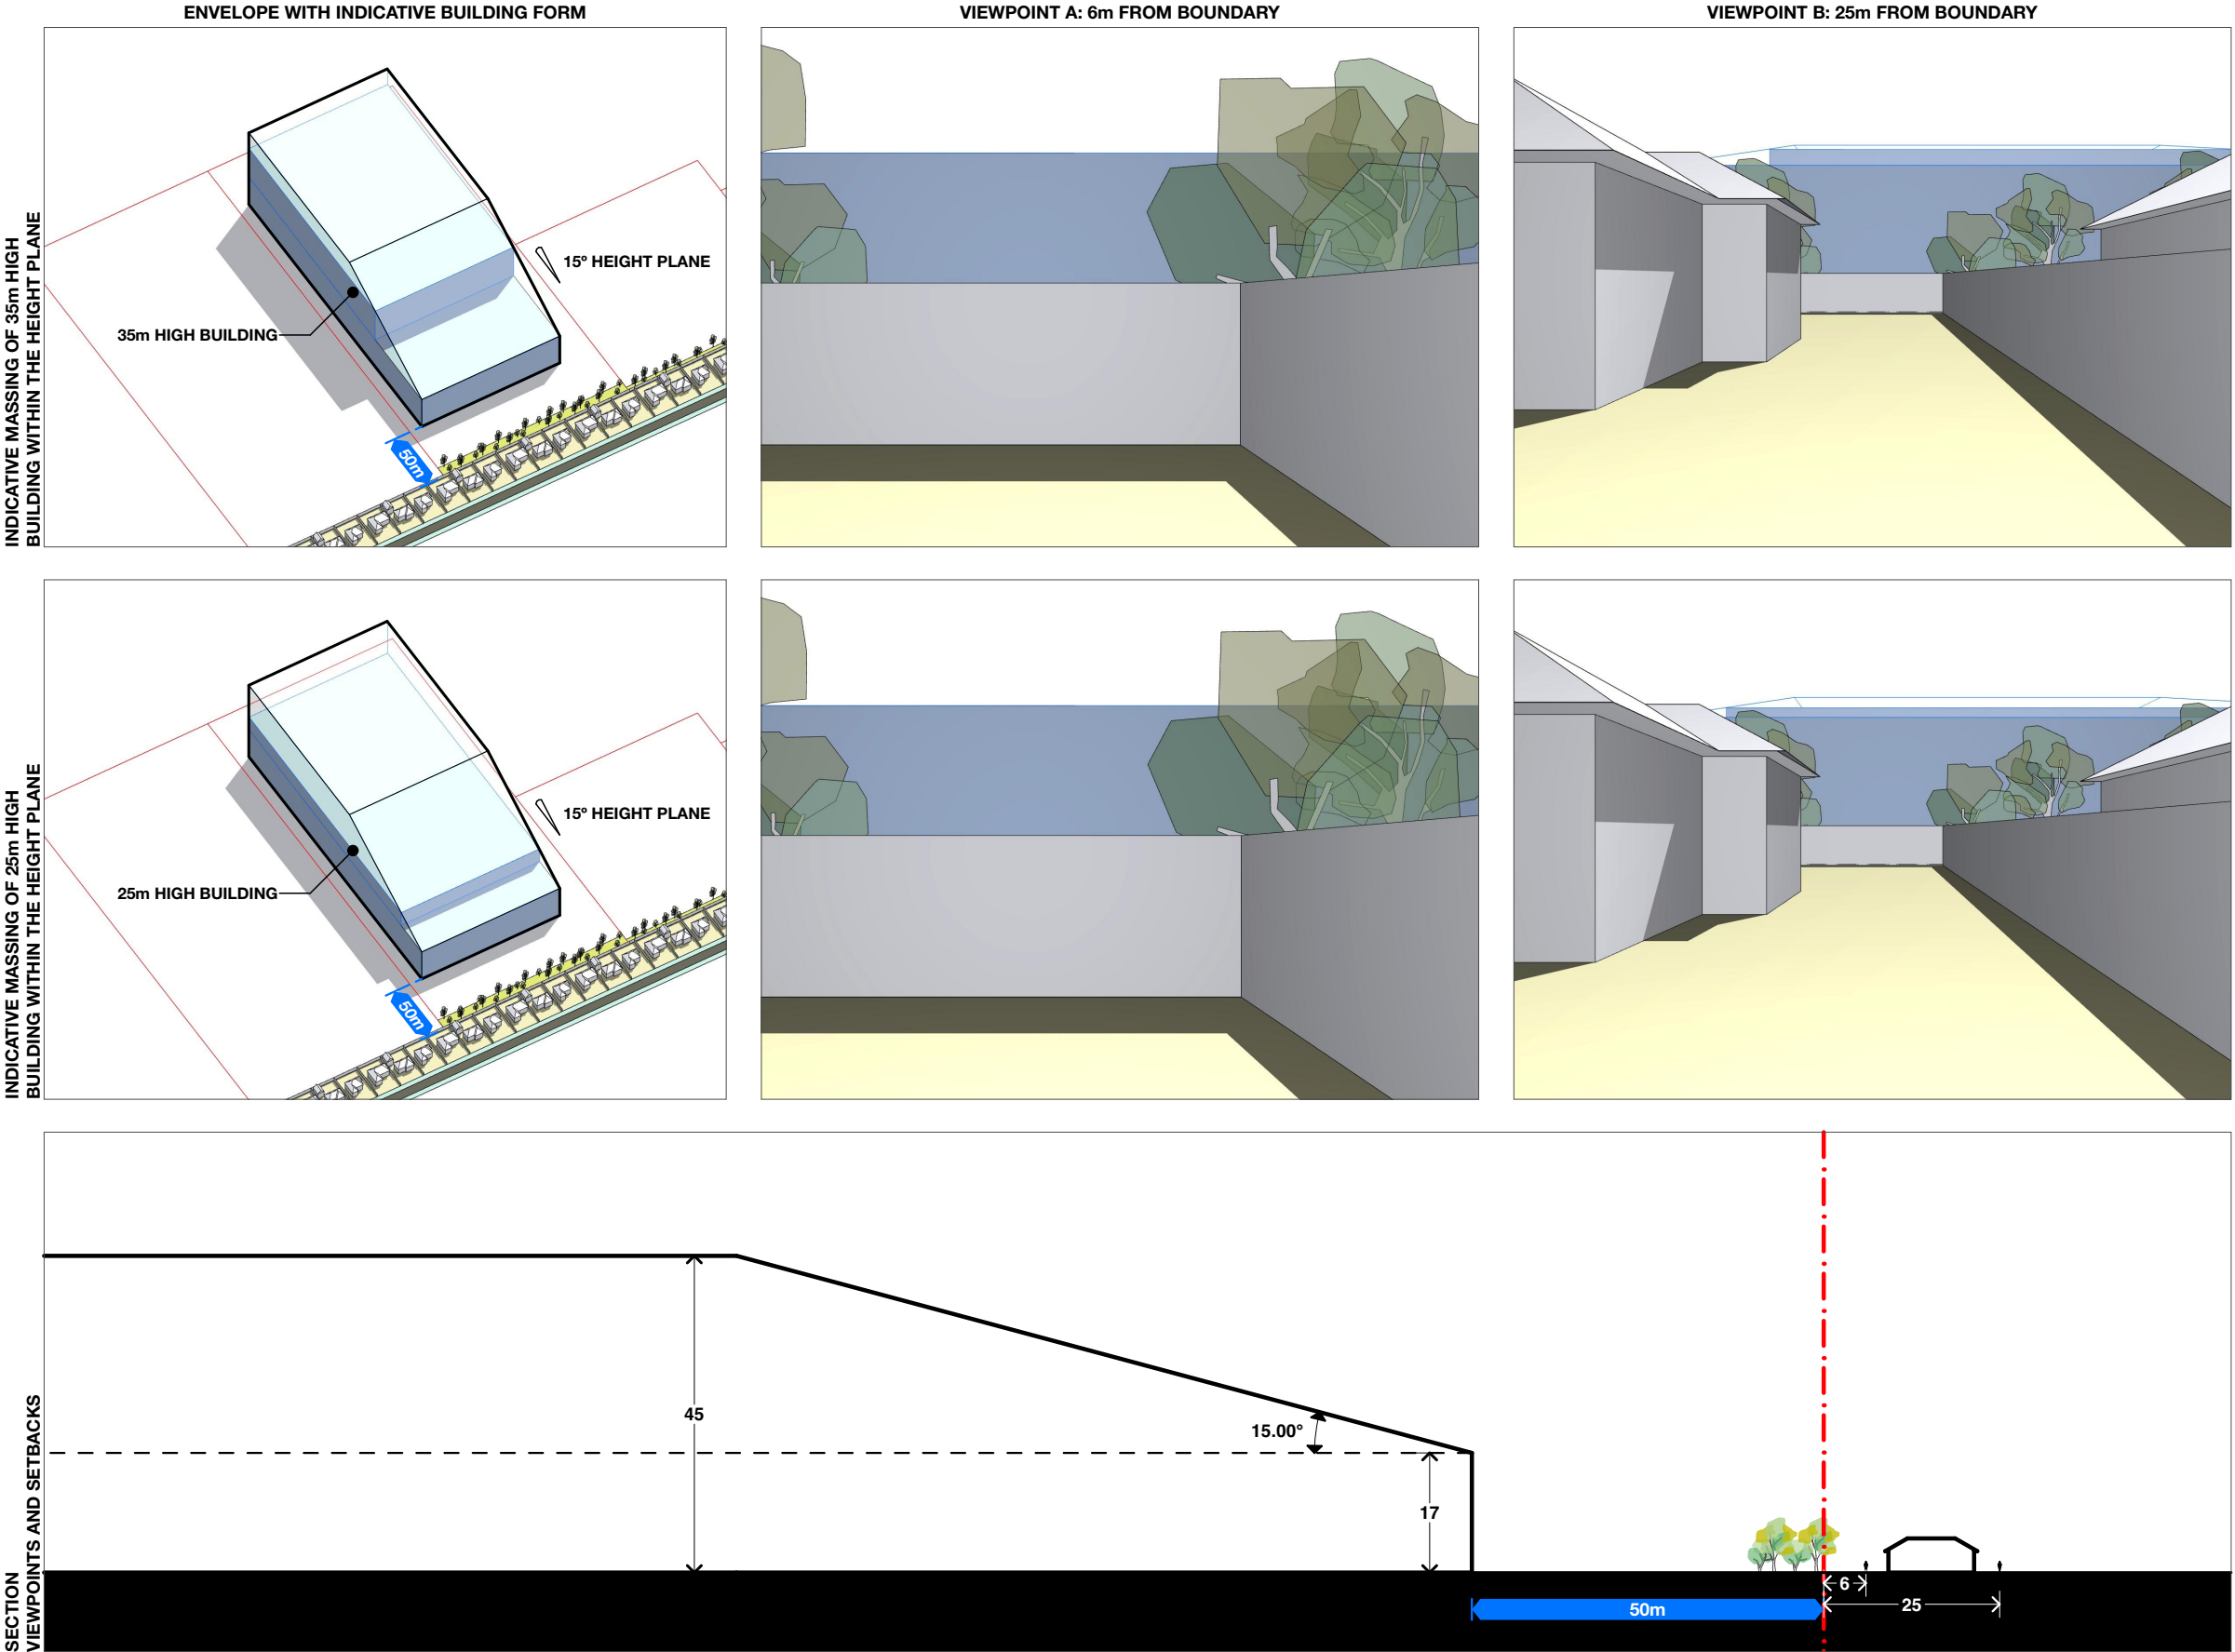 ENVELOPE WITH INDICATIVE BUILDING FORM
VIEWPOINT A: 6m FROM BOUNDARY
VIEWPOINT B: 25m FROM BOUNDARY
INDICATIVE MASSING OF 35m HIGH
BUILDING WITHIN THE HEIGHT PLANE
15º HEIGHT PLANE
35m HIGH BUILDING
50m
INDICATIVE MASSING OF 25m HIGH
BUILDING WITHIN THE HEIGHT PLANE
15º HEIGHT PLANE
25m HIGH BUILDING
50m
SECTION
VIEWPOINTS AND SETBACKS
45
15.00°
17
6
25
50m